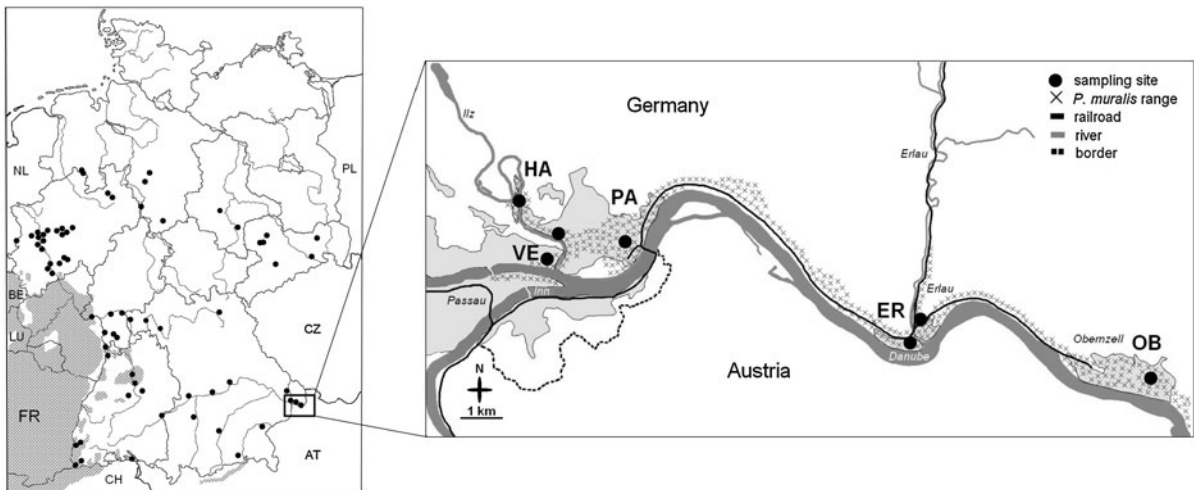 NL
PL
BE
LU
CZ
FR
AT
CH
Germany
sampling site
P. muralis range
railroad
river
border
Ilz
HA
PA
VE
Erlau
Inn
Passau
Erlau
ER
Danube
Obernzell
OB
N
1 km
Austria